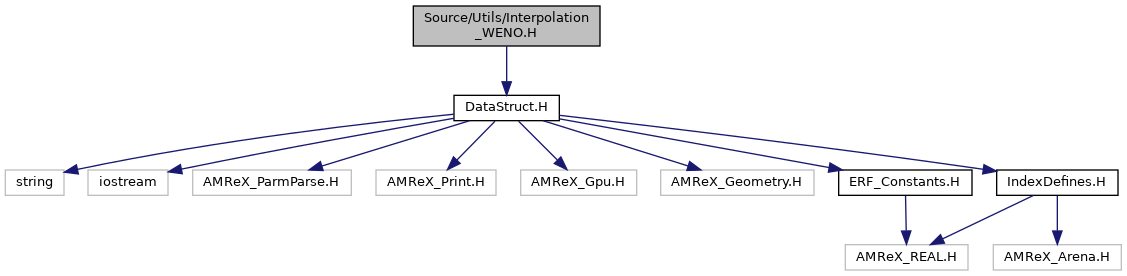 Source/Utils/Interpolation
_WENO.H
DataStruct.H
string
iostream
AMReX_ParmParse.H
AMReX_Print.H
AMReX_Gpu.H
AMReX_Geometry.H
ERF_Constants.H
IndexDefines.H
AMReX_REAL.H
AMReX_Arena.H